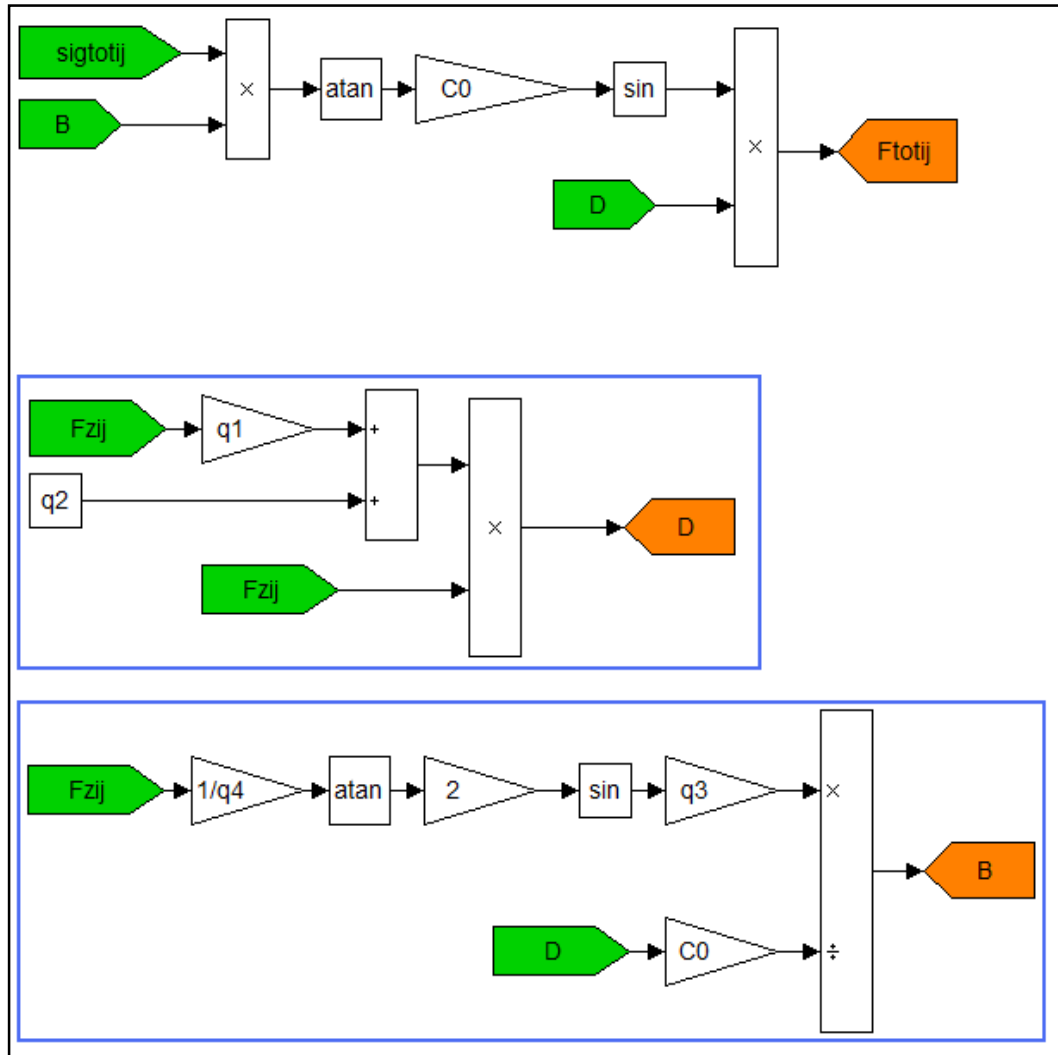 sigtotij
B
×
atan
C0
sin
D
×
Ftotij
Fzij
q1
+
q2
+
×
Fzij
D
Fzij
1/q4
atan
2
sin
q3
×
B
D
C0
÷